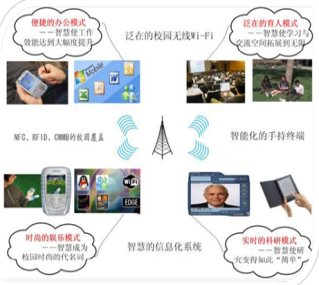 便捷的办公模式
——智慧使工作
效能达到大幅度提升
泛在的校园无线Wi-Fi
泛在的育人模式
——智慧使学习与
交流空间拓展到无限
Windows
Mobile
NFC、RFID、CMMB的校园覆盖
智能化的手持终端
WiFi
EDGE
时尚的娱乐模式
——智慧成为
校园时尚的代名词
智慧的信息化系统
实时的科研模式
——智慧使研
究变得如此“简单”